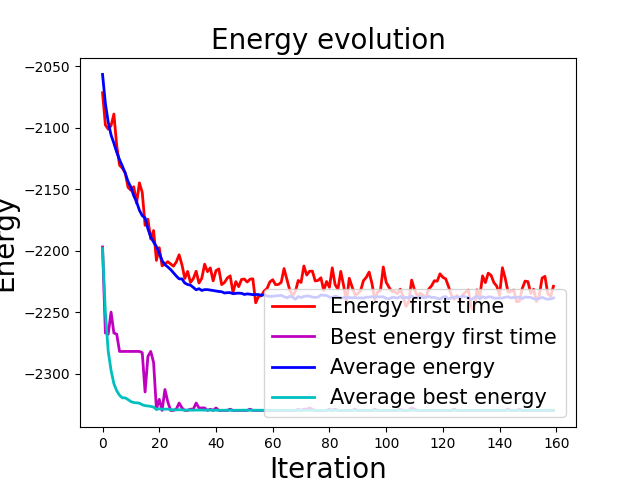 Energy evolution
Energy
−2050
−2100
−2150
−2200
−2250
−2300
Energy first time
Best energy first time
Average energy
Average best energy
0 20 40 60 80 100 120 140 160
Iteration